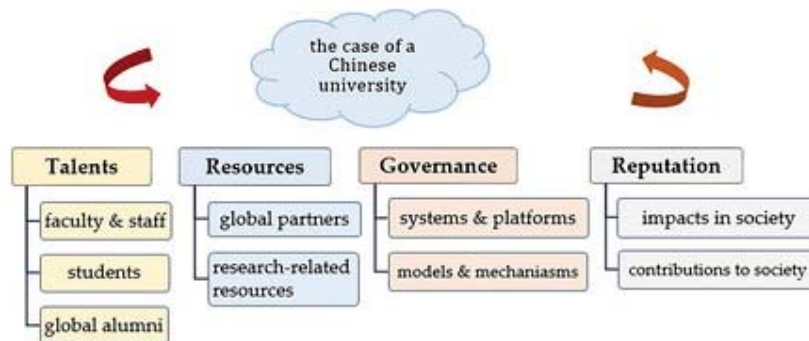 the case of a
Chinese
university
Talents
faculty & staff
students
global alumni
Resources
global partners
research-related
resources
Governance
systems & platforms
models & mechaniasms
Reputation
impacts in society
contributions to society